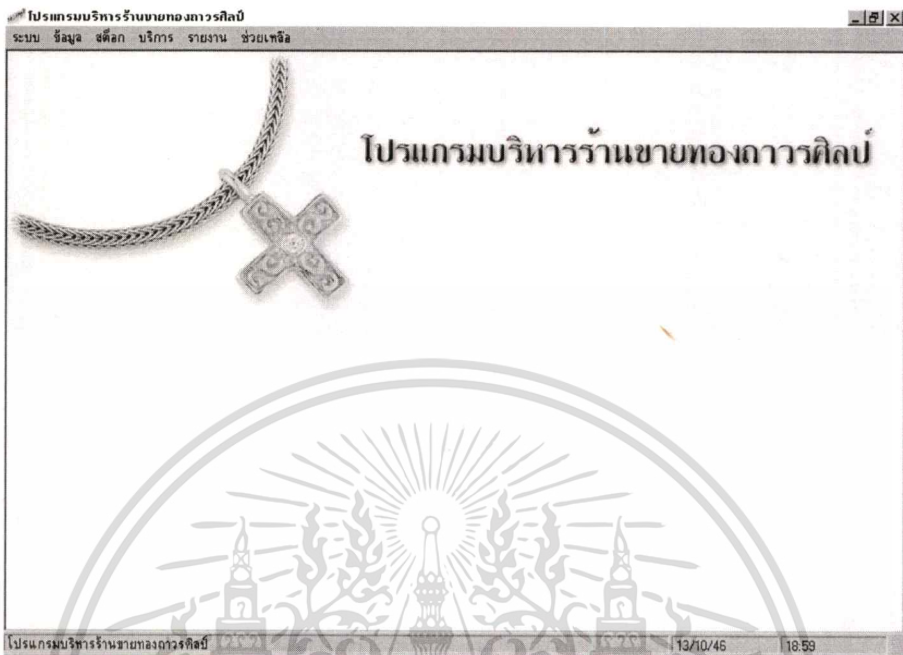 โปรแกรมบริหารร้านขายทองถาวรศิลป์
ระบบ ข้อมูล สต็อก บริการ รายงาน ช่วยเหลือ
โปรแกรมบริหารร้านขายทองถาวรศิลป์
โปรแกรมบริหารร้านขายทองถาวรศิลป์ 13/10/46 18:59